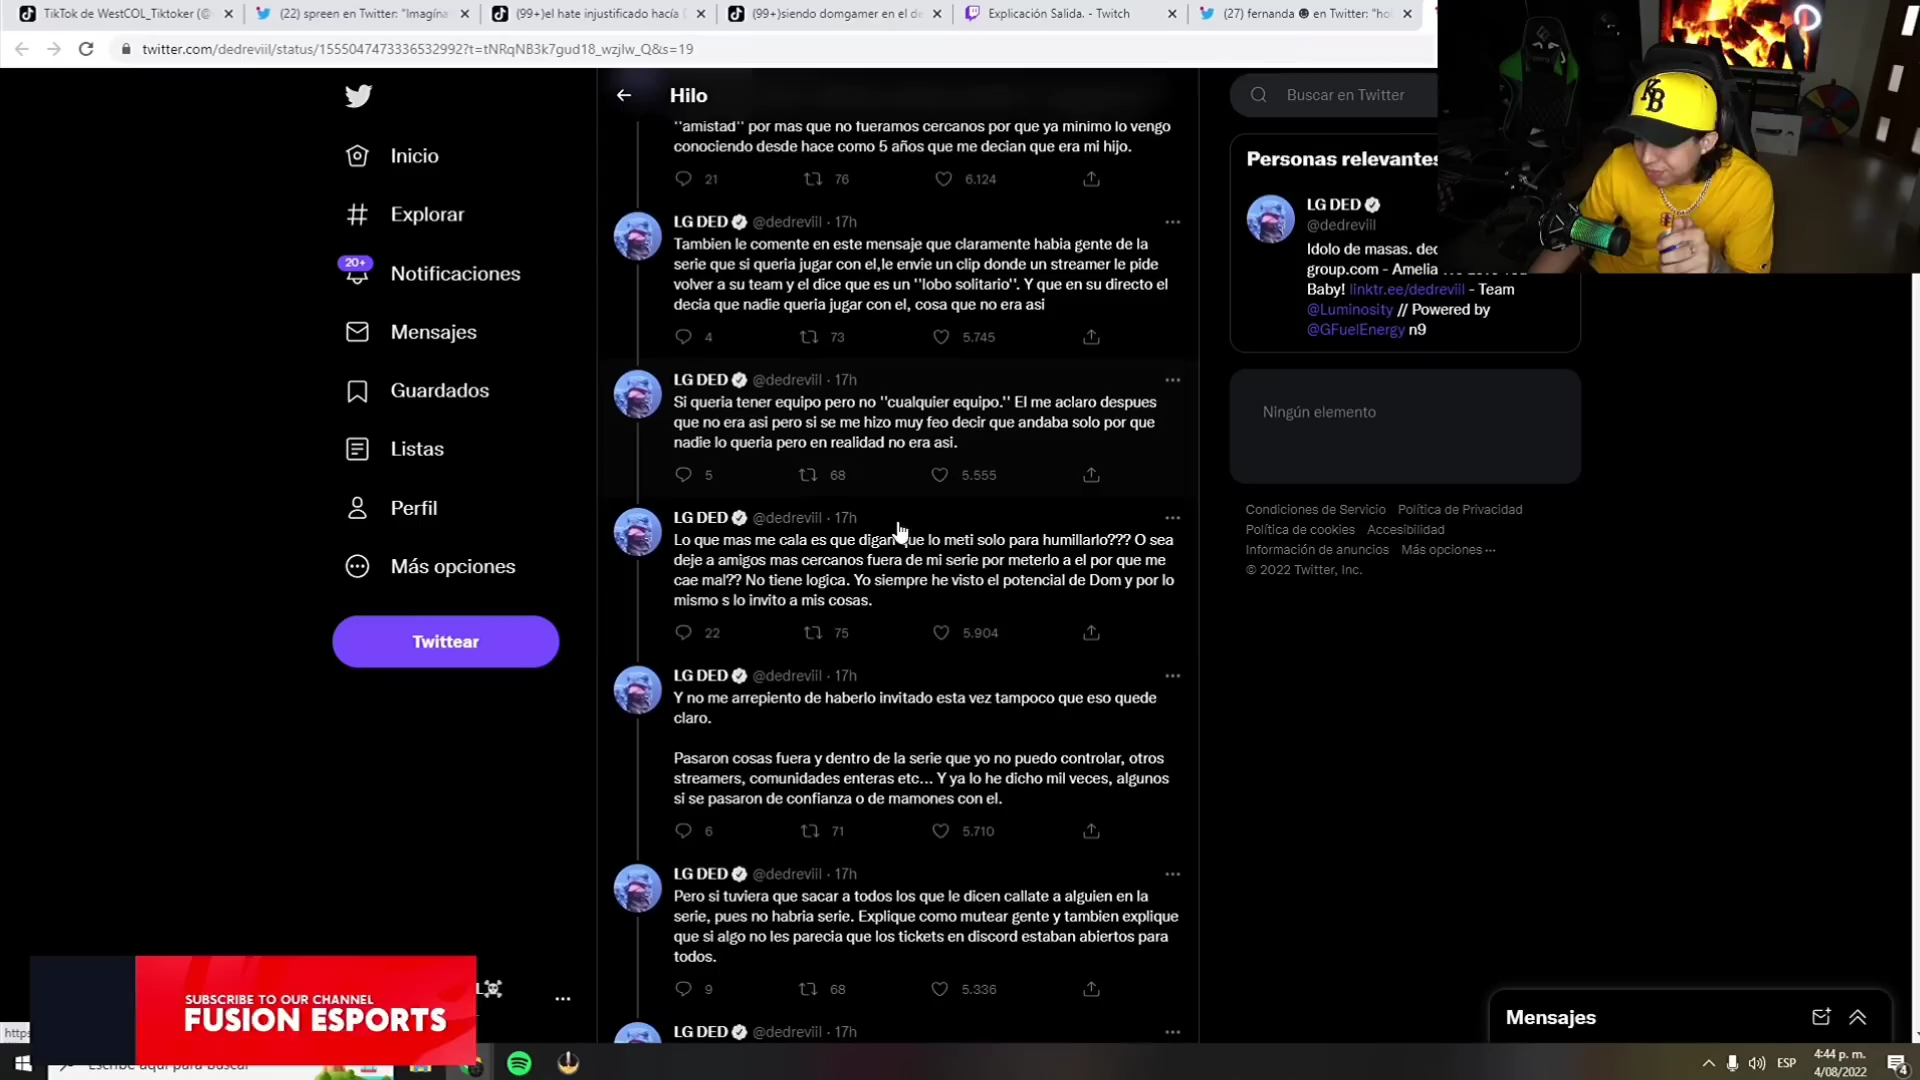 TikTok de WestCOL_Tiktoker (@
(22) spreen en Twitter: "Imagína
(99+)el hate injustificado hacía
(99+)siendo domgamer en el de
Explicación Salida. - Twitch
(27) fernanda en Twitter: "ho
twitter.com/dedreviil/status/1555047473336532992?t=tNRqNB3k7gud18_wzjlw_Q&s=19
Hilo
Buscar en Twitter
Inicio
Explorar
20+
Notificaciones
Mensajes
Guardados
Listas
Perfil
Más opciones
Twittear
"amistad" por mas que no fueramos cercanos por que ya minimo lo vengo
conociendo desde hace como 5 años que me decian que era mi hijo.
21 76 6.124
LG DED @dedreviil · 17h
Tambien le comente en este mensaje que claramente habia gente de la
serie que si queria jugar con el,le envie un clip donde un streamer le pide
volver a su team y el dice que es un "lobo solitario". Y que en su directo el
decia que nadie queria jugar con el, cosa que no era asi
4 73 5.745
LG DED @dedreviil · 17h
Si queria tener equipo pero no "cualquier equipo." El me aclaro despues
que no era asi pero si se me hizo muy feo decir que andaba solo por que
nadie lo queria pero en realidad no era asi.
5 68 5.555
LG DED @dedreviil · 17h
Lo que mas me cala es que digan que lo meti solo para humillarlo??? O sea
deje a amigos mas cercanos fuera de mi serie por meterlo a el por que me
cae mal?? No tiene logica. Yo siempre he visto el potencial de Dom y por lo
mismo s lo invito a mis cosas.
22 75 5.904
LG DED @dedreviil · 17h
Y no me arrepiento de haberlo invitado esta vez tampoco que eso quede
claro.
Pasaron cosas fuera y dentro de la serie que yo no puedo controlar, otros
streamers, comunidades enteras etc... Y ya lo he dicho mil veces, algunos
si se pasaron de confianza o de mamones con el.
6 71 5.710
LG DED @dedreviil · 17h
Pero si tuviera que sacar a todos los que le dicen callate a alguien en la
serie, pues no habria serie. Explique como mutear gente y tambien explique
que si algo no les parecia que los tickets en discord estaban abiertos para
todos.
9 68 5.336
LG DED @dedreviil · 17h
Personas relevantes
LG DED
@dedreviil
Idolo de masas. dec
group.com - Amelia
Baby! linktr.ee/dedreviil - Team
@Luminosity // Powered by
@GFuelEnergy n9
Ningún elemento
Condiciones de Servicio Política de Privacidad
Política de cookies Accesibilidad
Información de anuncios Más opciones ···
© 2022 Twitter, Inc.
KB
SUBSCRIBE TO OUR CHANNEL
FUSION ESPORTS
Mensajes
https
Escribe aquí para buscar
ESP
4:44 p. m.
4/08/2022
4